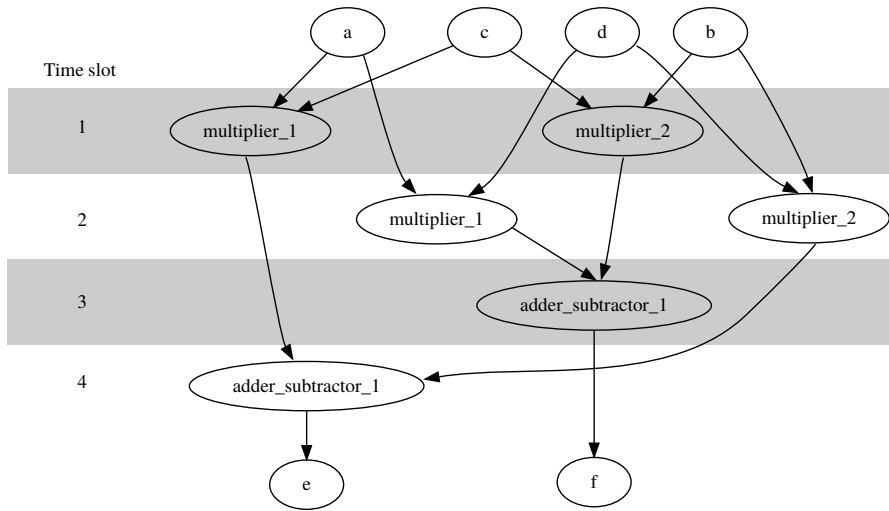 a c d b
Time slot
1 multiplier_1 multiplier_2
2 multiplier_1 multiplier_2
3 adder_subtractor_1
4 adder_subtractor_1
e f